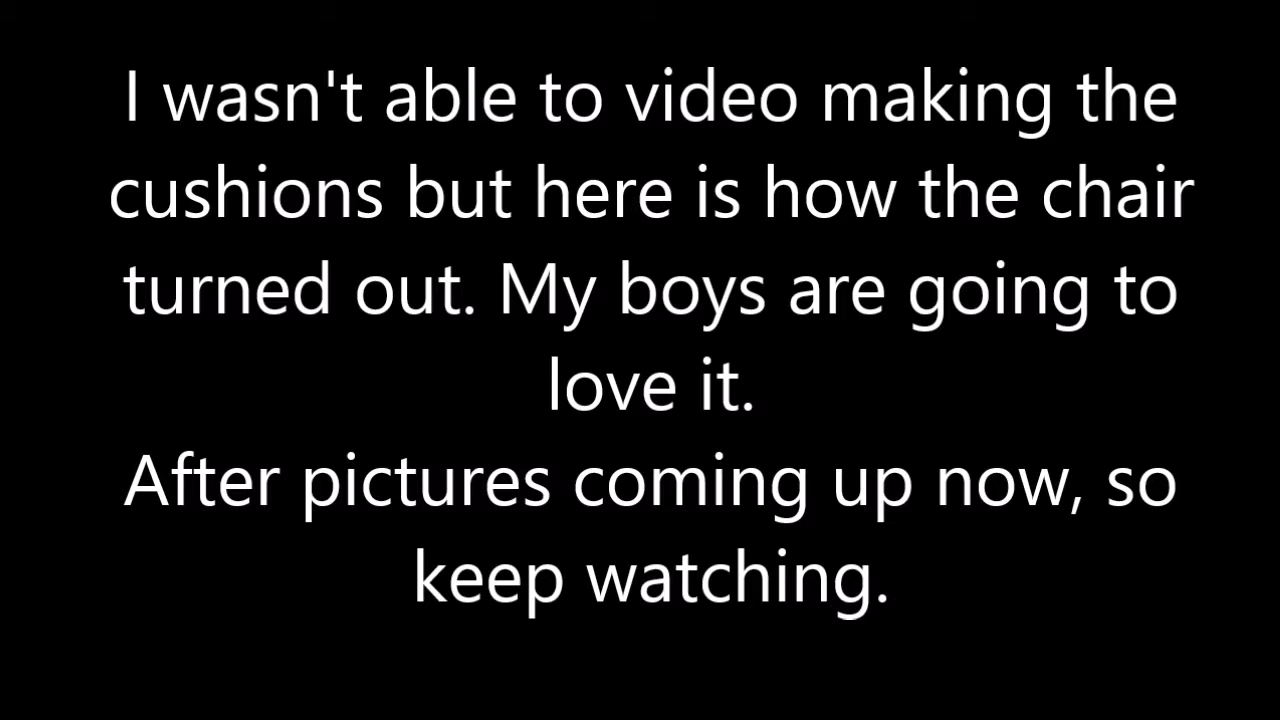 I wasn't able to video making the
cushions but here is how the chair
turned out. My boys are going to
love it.
After pictures coming up now, so
keep watching.